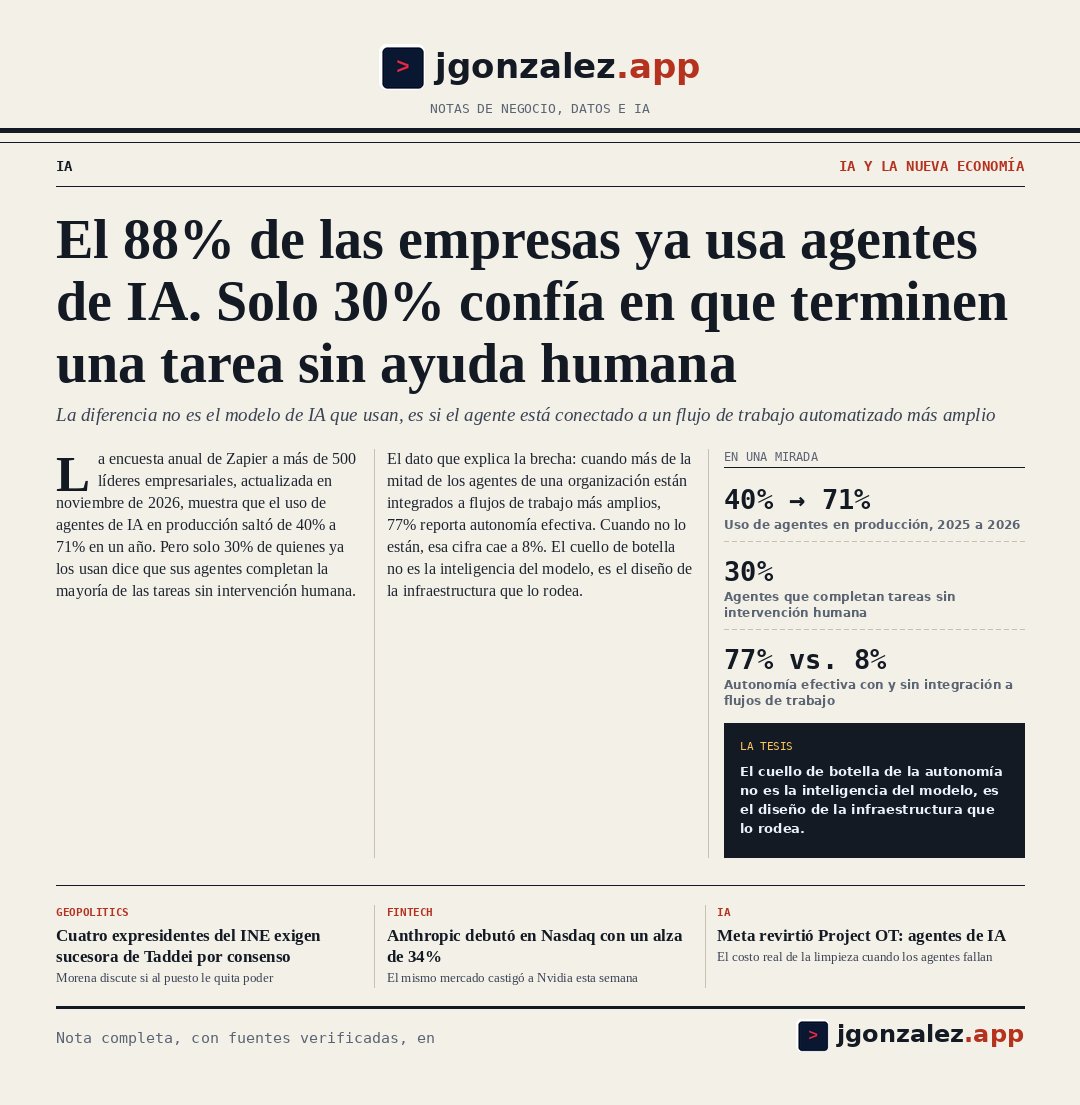 > jgonzalez.app
NOTAS DE NEGOCIO, DATOS E IA
IA
IA Y LA NUEVA ECONOMÍA
El 88% de las empresas ya usa agentes
de IA. Solo 30% confía en que terminen
una tarea sin ayuda humana
La diferencia no es el modelo de IA que usan, es si el agente está conectado a un flujo de trabajo automatizado más amplio
La encuesta anual de Zapier a más de 500
líderes empresariales, actualizada en
noviembre de 2026, muestra que el uso de
agentes de IA en producción saltó de 40% a
71% en un año. Pero solo 30% de quienes ya
los usan dice que sus agentes completan la
mayoría de las tareas sin intervención humana.
El dato que explica la brecha: cuando más de la
mitad de los agentes de una organización están
integrados a flujos de trabajo más amplios,
77% reporta autonomía efectiva. Cuando no lo
están, esa cifra cae a 8%. El cuello de botella
no es la inteligencia del modelo, es el diseño de
la infraestructura que lo rodea.
EN UNA MIRADA
40% → 71%
Uso de agentes en producción, 2025 a 2026
30%
Agentes que completan tareas sin
intervención humana
77% vs. 8%
Autonomía efectiva con y sin integración a
flujos de trabajo
LA TESIS
El cuello de botella de la autonomía
no es la inteligencia del modelo, es
el diseño de la infraestructura que
lo rodea.
GEOPOLITICS
Cuatro expresidentes del INE exigen
sucesora de Taddei por consenso
Morena discute si al puesto le quita poder
FINTECH
Anthropic debutó en Nasdaq con un alza
de 34%
El mismo mercado castigó a Nvidia esta semana
IA
Meta revirtió Project OT: agentes de IA
El costo real de la limpieza cuando los agentes fallan
Nota completa, con fuentes verificadas, en
> jgonzalez.app